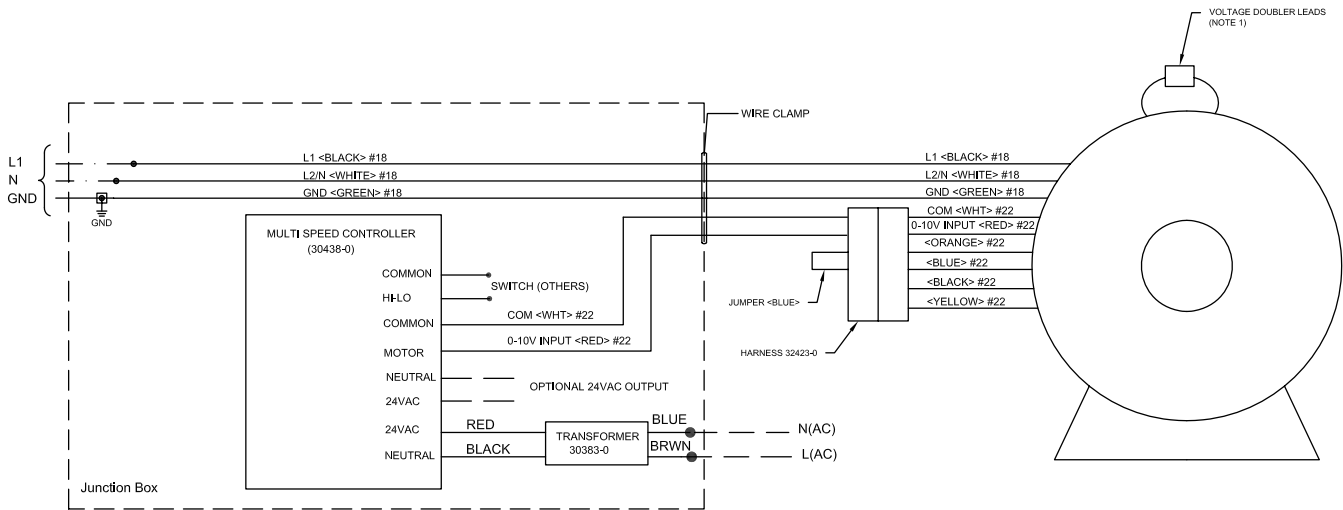 VOLTAGE DOUBLER LEADS
(NOTE 1)
WIRE CLAMP
L1
N
GND
L1 <BLACK> #18
L2/N <WHITE> #18
GND <GREEN> #18
GND
L1 <BLACK> #18
L2/N <WHITE> #18
GND <GREEN> #18
COM <WHT> #22
0-10V INPUT <RED> #22
<ORANGE> #22
<BLUE> #22
<BLACK> #22
<YELLOW> #22
JUMPER <BLUE>
HARNESS 32423-0
MULTI SPEED CONTROLLER
(30438-0)
COMMON
HI-LO
SWITCH (OTHERS)
COMMON
COM <WHT> #22
MOTOR
0-10V INPUT <RED> #22
NEUTRAL
24VAC
OPTIONAL 24VAC OUTPUT
24VAC
RED
NEUTRAL
BLACK
TRANSFORMER
30383-0
BLUE
N(AC)
BRWN
L(AC)
Junction Box